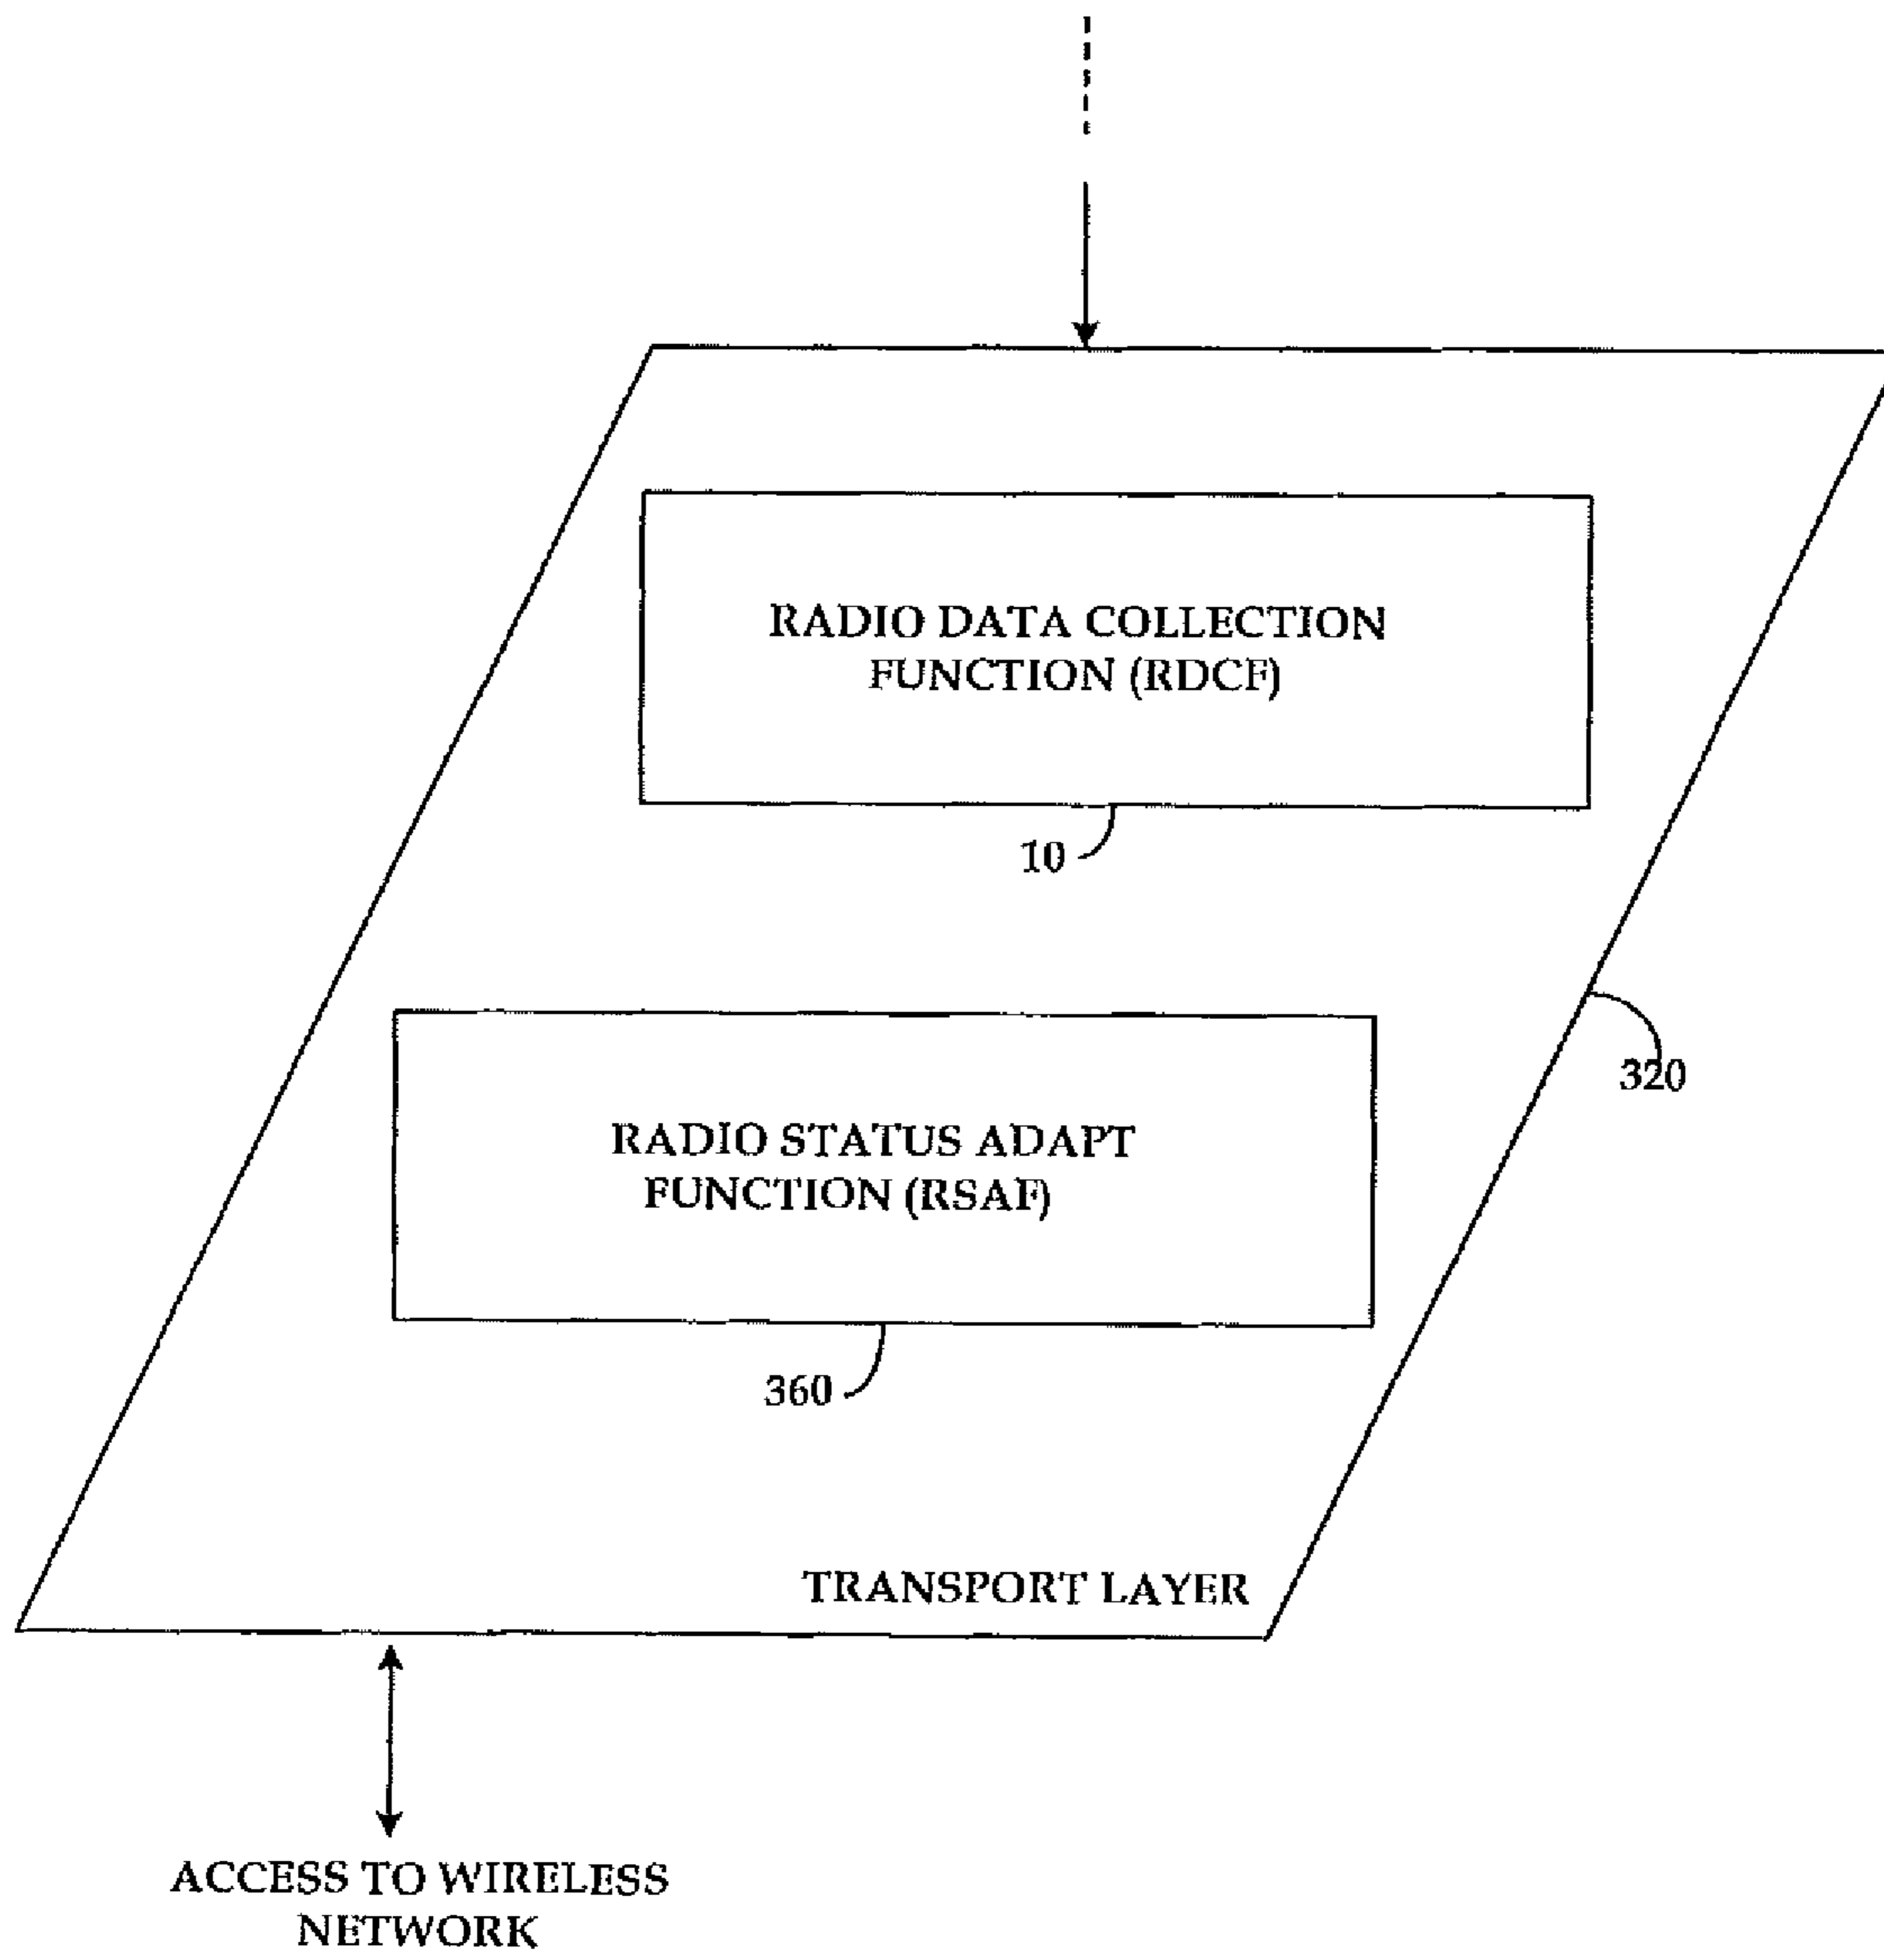 RADIO DATA COLLECTION
FUNCTION (RDCF)
10
320
RADIO STATUS ADAPT
FUNCTION (RSAF)
360
TRANSPORT LAYER
ACCESS TO WIRELESS
NETWORK